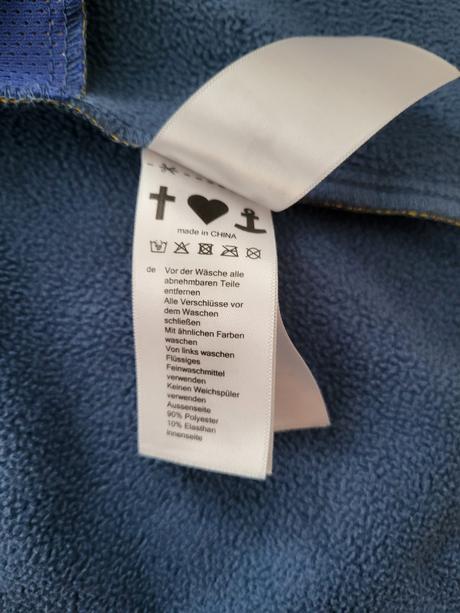 made in CHINA
de Vor der Wäsche alle
abnehmbaren Teile
entfernen
Alle Verschlüsse vor
dem Waschen
schließen
Mit ähnlichen Farben
waschen
Von links waschen
Flüssiges
Feinwaschmittel
verwenden
Keinen Weichspüler
verwenden
Aussenseite
90% Polyester
10% Elasthan
Innenseite